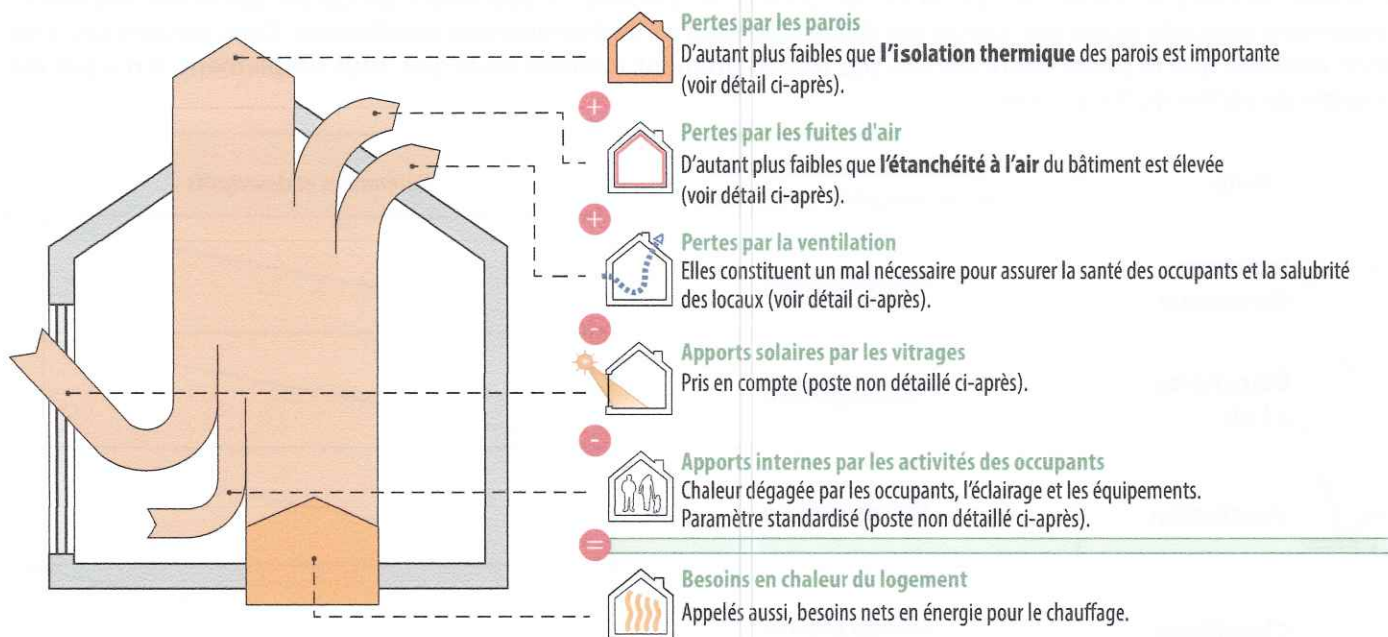 Pertes par les parois
D'autant plus faibles que l'isolation thermique des parois est importante
(voir détail ci-après).
+
Pertes par les fuites d'air
D'autant plus faibles que l'étanchéité à l'air du bâtiment est élevée
(voir détail ci-après).
+
Pertes par la ventilation
Elles constituent un mal nécessaire pour assurer la santé des occupants et la salubrité
des locaux (voir détail ci-après).
-
Apports solaires par les vitrages
Pris en compte (poste non détaillé ci-après).
-
Apports internes par les activités des occupants
Chaleur dégagée par les occupants, l'éclairage et les équipements.
Paramètre standardisé (poste non détaillé ci-après).
=
Besoins en chaleur du logement
Appelés aussi, besoins nets en énergie pour le chauffage.